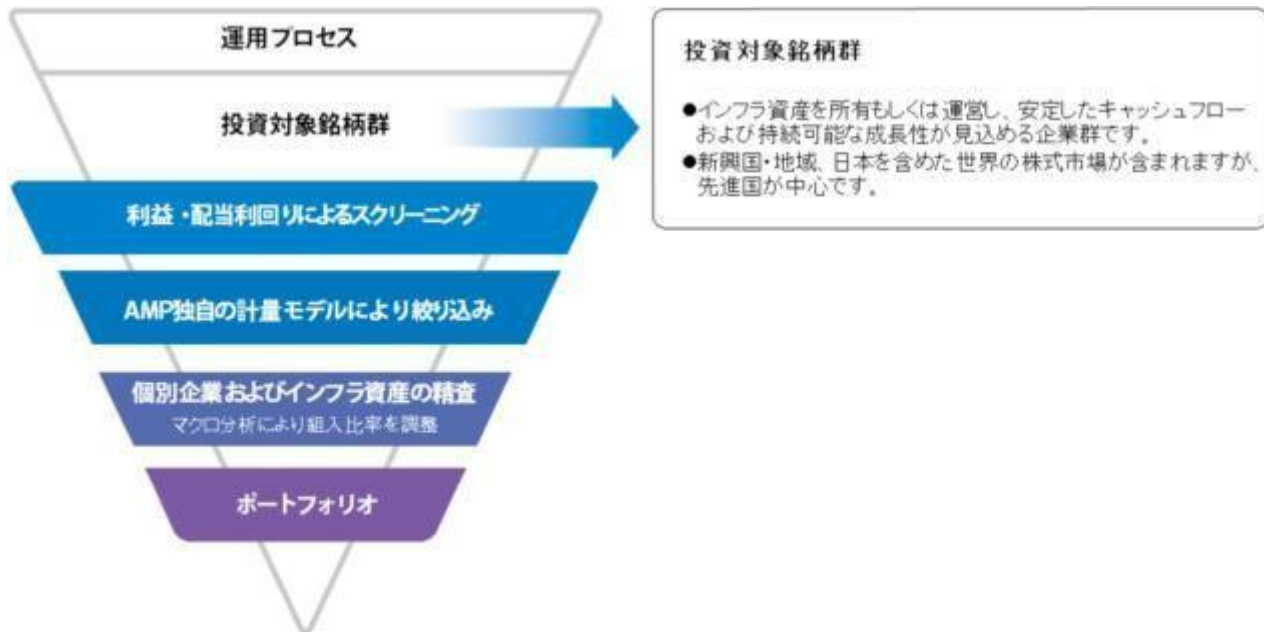 運用プロセス
投資対象銘柄群
利益・配当利回りによるスクリーニング
AMP独自の計量モデルにより絞り込み
個別企業およびインフラ資産の精査
マクロ分析により組入比率を調整
ポートフォリオ
投資対象銘柄群
●インフラ資産を所有もしくは運営し、安定したキャッシュフロー
および持続可能な成長性が見込める企業群です。
●新興国・地域、日本を含めた世界の株式市場が含まれますが、
先進国が中心です。